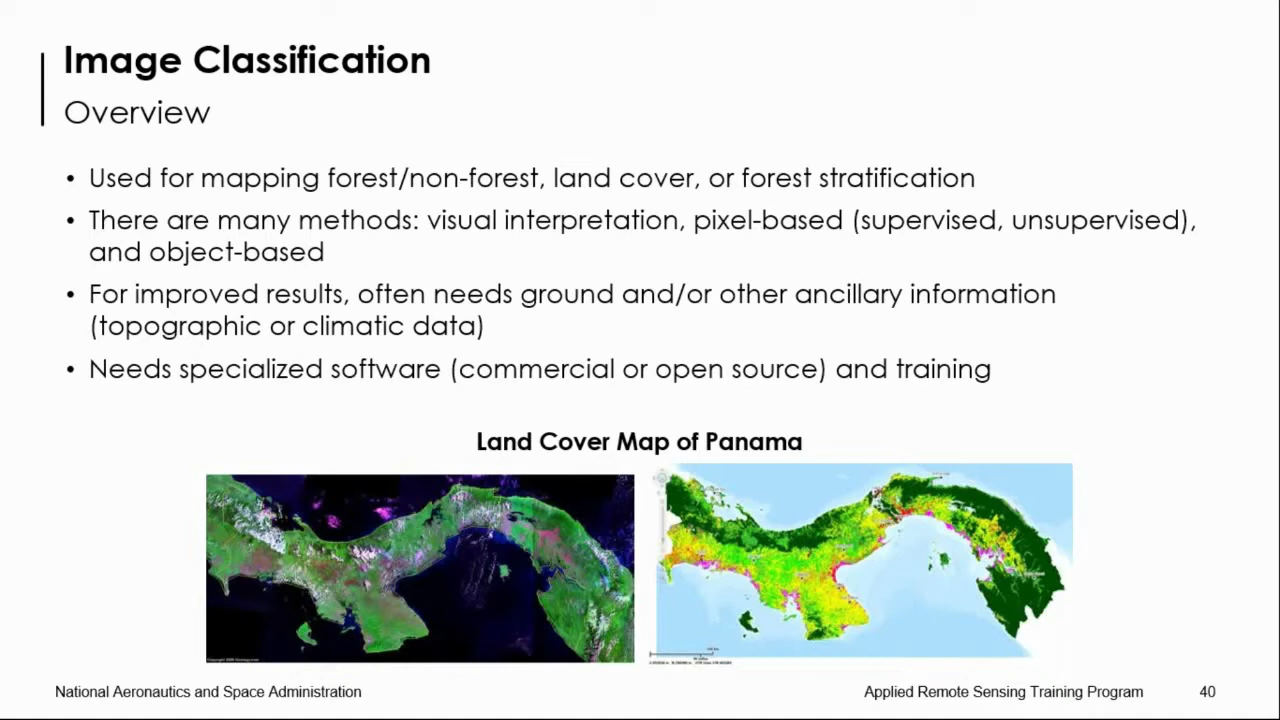 Image Classification
Overview
• Used for mapping forest/non-forest, land cover, or forest stratification
• There are many methods: visual interpretation, pixel-based (supervised, unsupervised),
and object-based
• For improved results, often needs ground and/or other ancillary information
(topographic or climatic data)
• Needs specialized software (commercial or open source) and training
Land Cover Map of Panama
National Aeronautics and Space Administration
Applied Remote Sensing Training Program
40